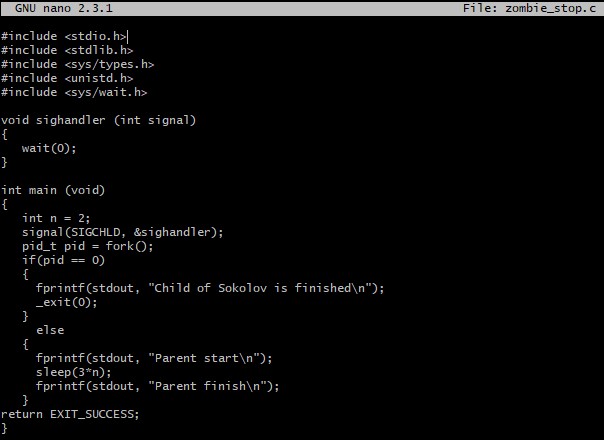 GNU nano 2.3.1 File: zombie_stop.c
#include <stdio.h>
#include <stdlib.h>
#include <sys/types.h>
#include <unistd.h>
#include <sys/wait.h>
void sighandler (int signal)
{
wait(0);
}
int main (void)
{
int n = 2;
signal(SIGCHLD, &sighandler);
pid_t pid = fork();
if(pid == 0)
{
fprintf(stdout, "Child of Sokolov is finished\n");
_exit(0);
}
else
{
fprintf(stdout, "Parent start\n");
sleep(3*n);
fprintf(stdout, "Parent finish\n");
}
return EXIT_SUCCESS;
}